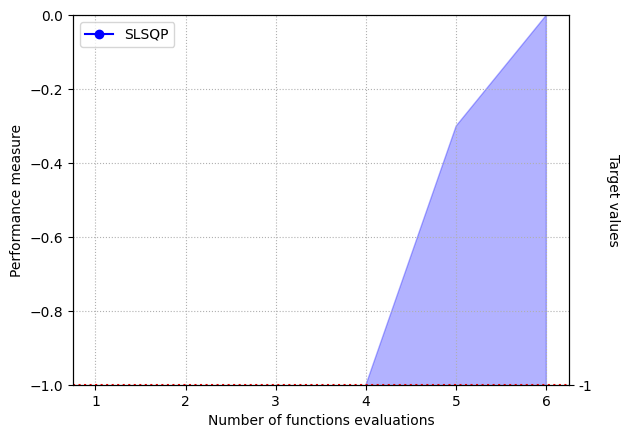 SLSQP
0.0
−0.2
−0.4
−0.6
−0.8
−1.0
Performance measure
1 2 3 4 5 6
Number of functions evaluations
Target values
-1